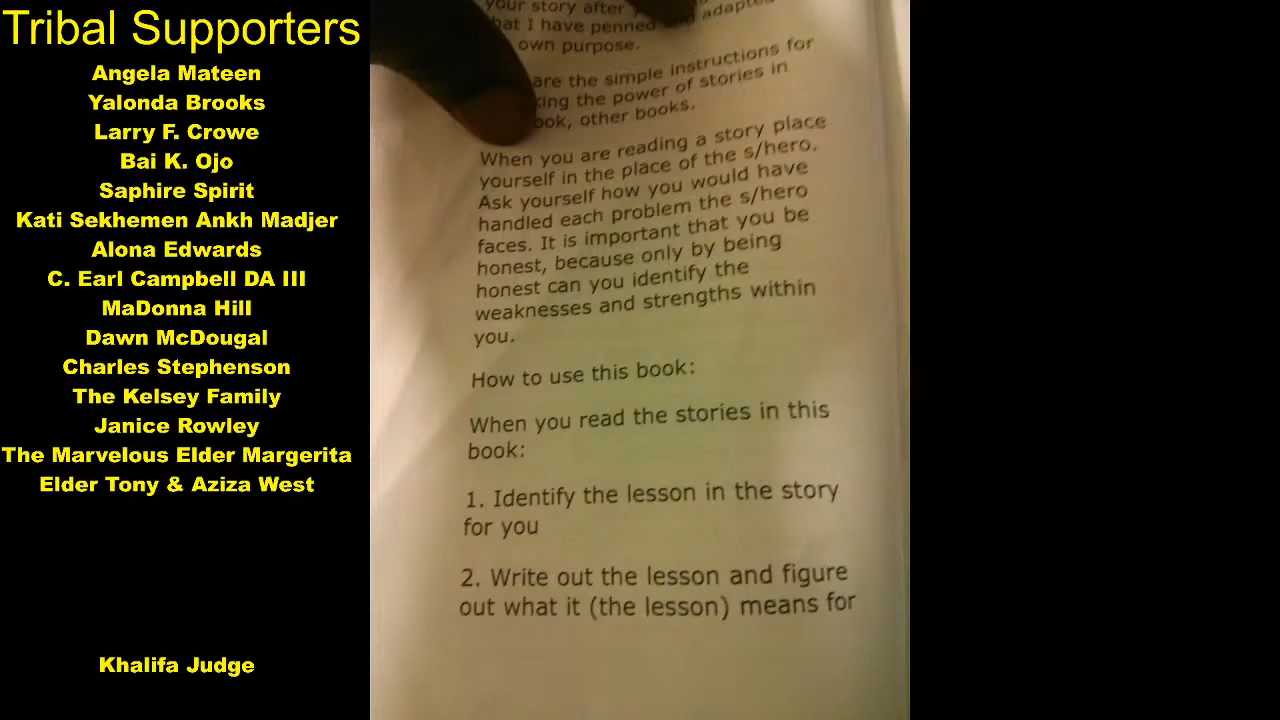 Tribal Supporters
Angela Mateen
Yalonda Brooks
Larry F. Crowe
Bai K. Ojo
Saphire Spirit
Kati Sekhemen Ankh Madjer
Alona Edwards
C. Earl Campbell DA III
MaDonna Hill
Dawn McDougal
Charles Stephenson
The Kelsey Family
Janice Rowley
The Marvelous Elder Margerita
Elder Tony & Aziza West
Khalifa Judge
your story after
I have penned adapted
own purpose.
are the simple instructions for
the power of stories in
other books.
When you are reading a story place
yourself in the place of the s/hero.
Ask yourself how you would have
handled each problem the s/hero
faces. It is important that you be
honest, because only by being
honest can you identify the
weaknesses and strengths within
you.
How to use this book:
When you read the stories in this
book:
1. Identify the lesson in the story
for you
2. Write out the lesson and figure
out what it (the lesson) means for